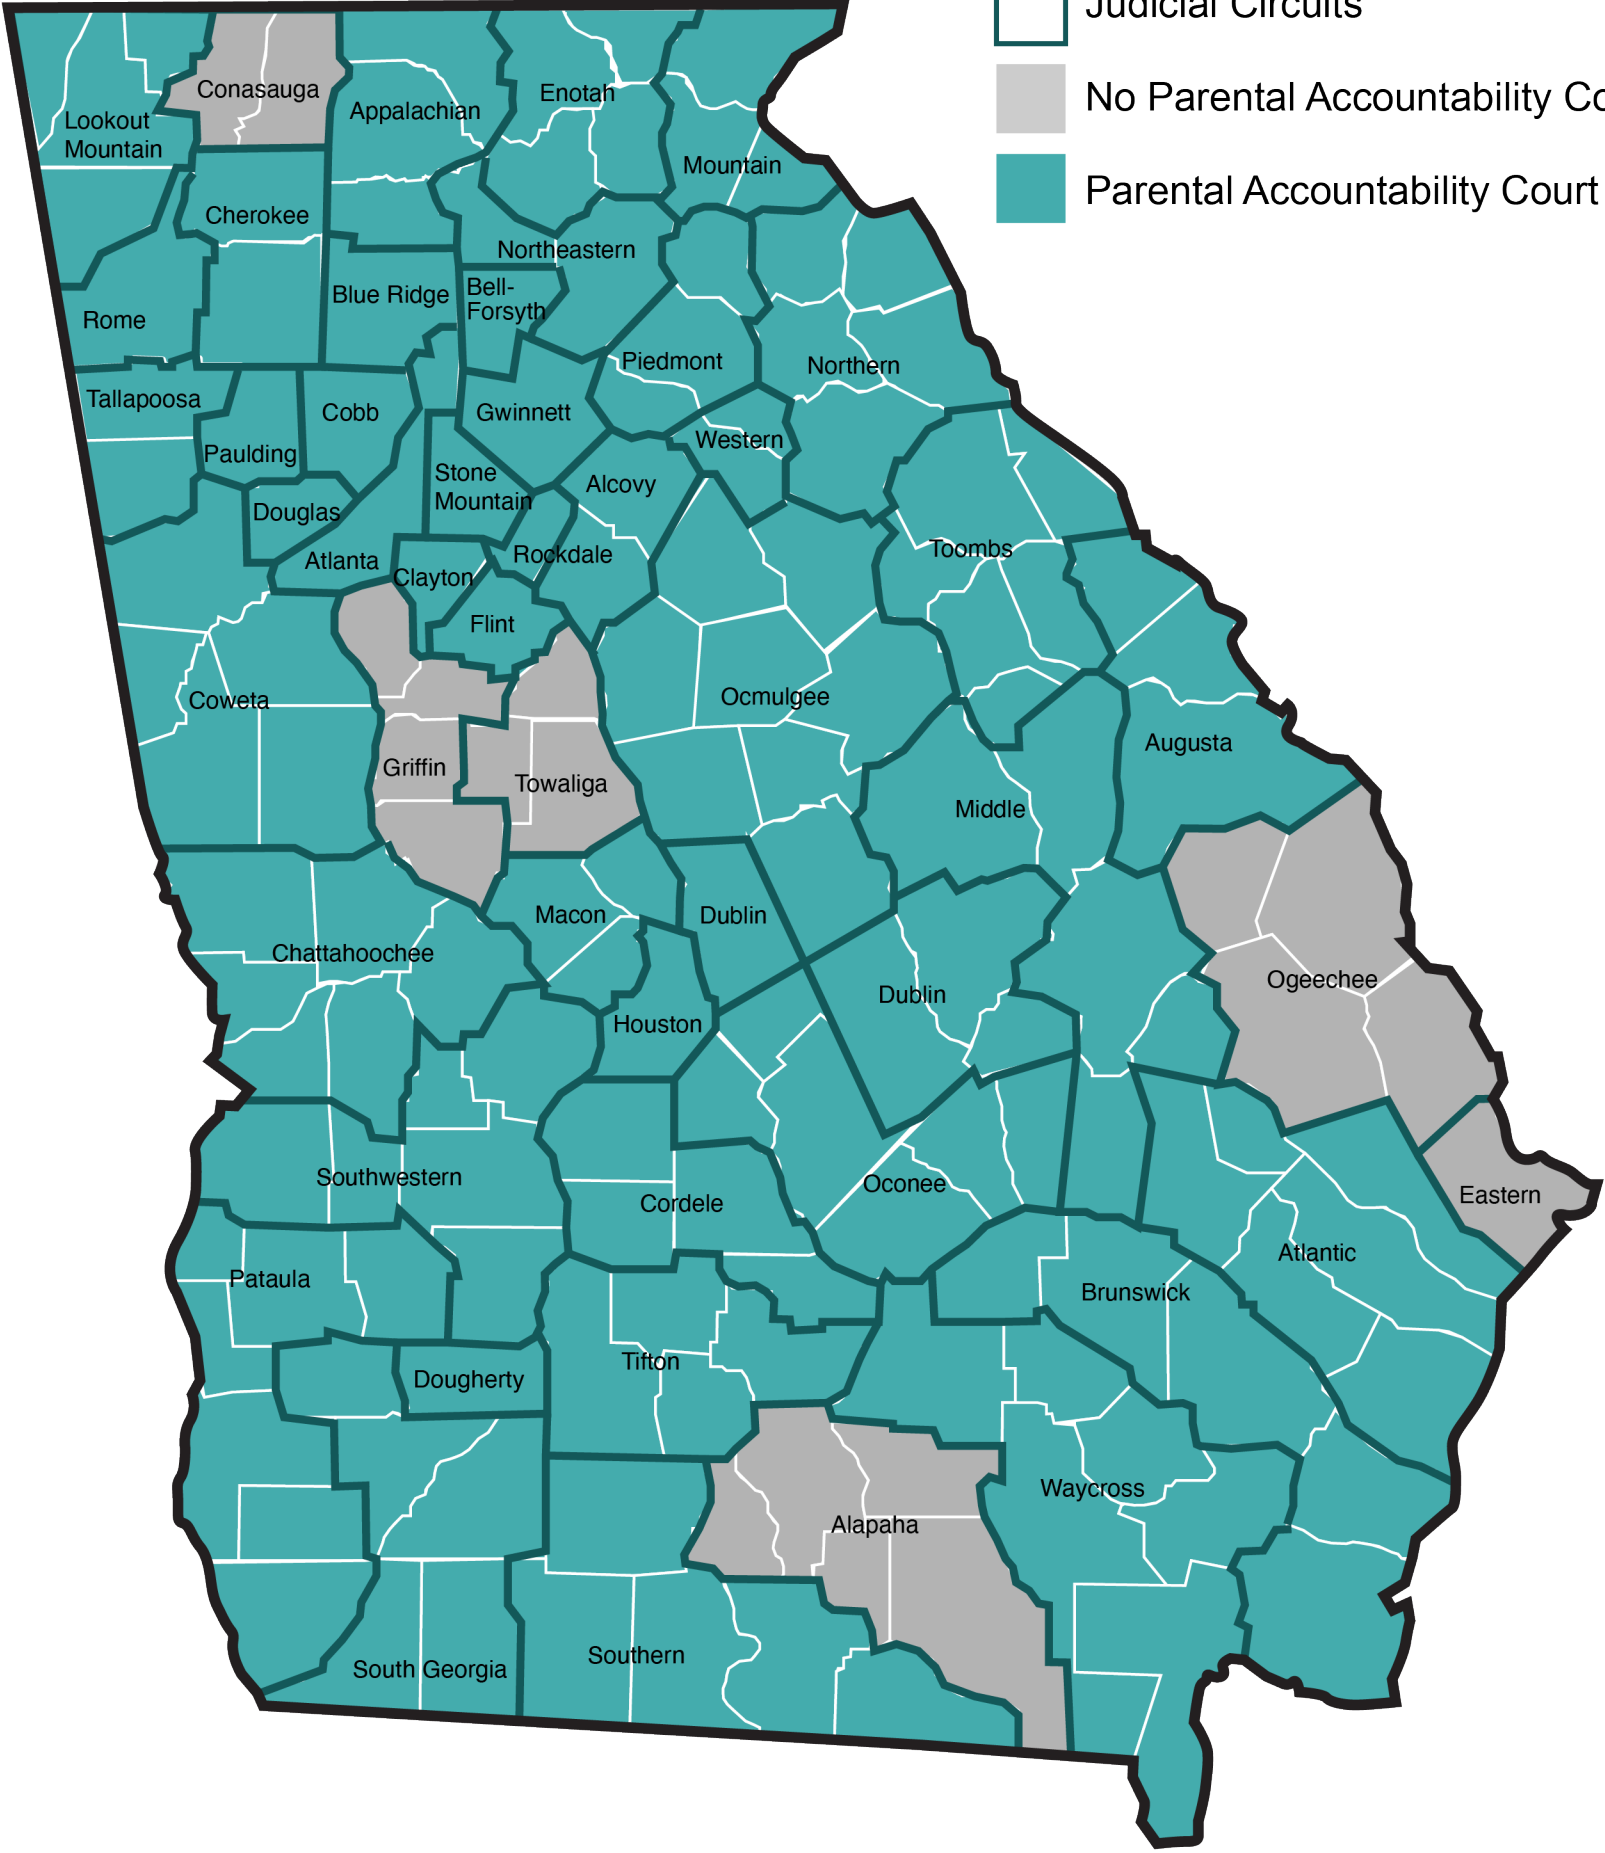 Judicial Circuits
No Parental Accountability Co
Parental Accountability Court
Conasauga
Lookout
Mountain
Appalachian
Enotah
Mountain
Cherokee
Northeastern
Blue Ridge
Bell-
Forsyth
Rome
Piedmont
Northern
Tallapoosa
Cobb
Gwinnett
Western
Paulding
Stone
Mountain
Alcovy
Douglas
Atlanta
Rockdale
Toombs
Clayton
Flint
Coweta
Ocmulgee
Augusta
Griffin
Towaliga
Middle
Macon
Dublin
Chattahoochee
Ogeechee
Dublin
Houston
Southwestern
Cordele
Oconee
Eastern
Atlantic
Pataula
Brunswick
Tifton
Dougherty
Waycross
Alapaha
South Georgia
Southern